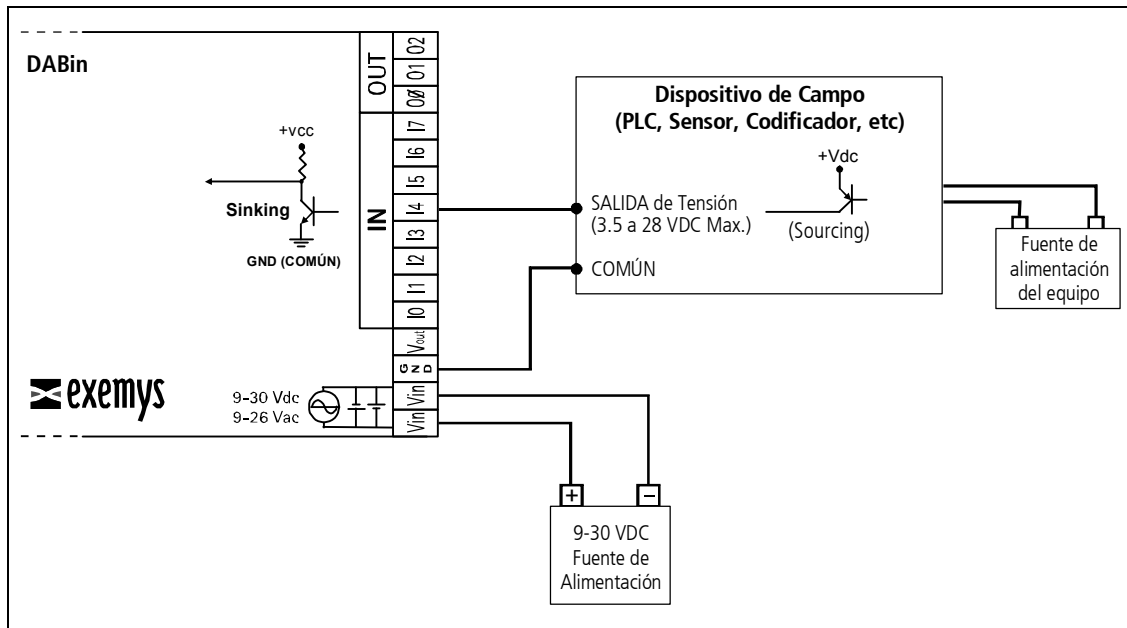 DABin
OUT
O2
O1
O0
IN
I7
I6
I5
I4
I3
I2
I1
I0
Vout
GND
Vin
Vin
+VCC
Sinking
GND (COMÚN)
exemys
9-30 Vdc
9-26 Vac
Dispositivo de Campo
(PLC, Sensor, Codificador, etc)
+Vdc
SALIDA de Tensión
(3.5 a 28 VDC Max.)
(Sourcing)
COMÚN
Fuente de
alimentación
del equipo
+ −
9-30 VDC
Fuente de
Alimentación